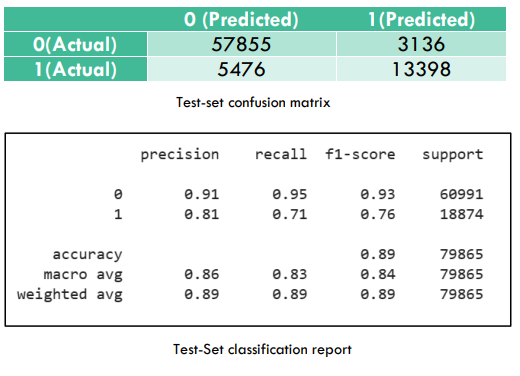 0 (Predicted) 1(Predicted)
0(Actual) 57855 3136
1(Actual) 5476 13398
Test-set confusion matrix
precision recall f1-score support
0 0.91 0.95 0.93 60991
1 0.81 0.71 0.76 18874
accuracy 0.89 79865
macro avg 0.86 0.83 0.84 79865
weighted avg 0.89 0.89 0.89 79865
Test-Set classification report